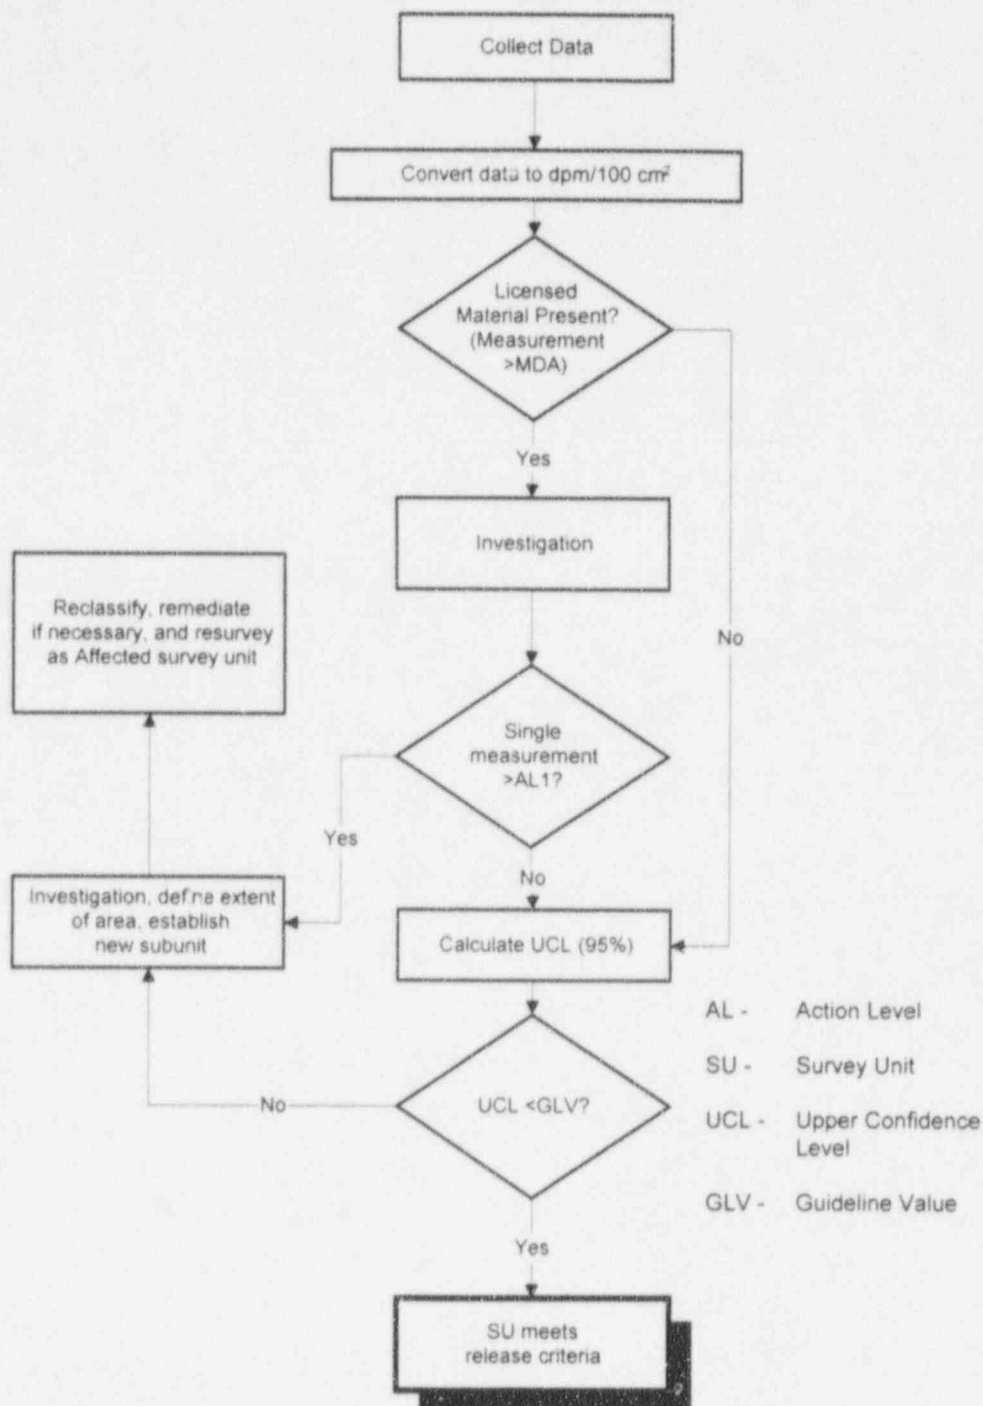 Collect Data
Convert data to dpm/100 cm²
Licensed
Material Present?
(Measurement
>MDA)
Yes
No
Investigation
Reclassify, remediate
if necessary, and resurvey
as Affected survey unit
Single
measurement
>AL1?
Yes
No
Investigation, define extent
of area, establish
new subunit
Calculate UCL (95%)
UCL <GLV?
No
Yes
SU meets
release criteria
AL - Action Level
SU - Survey Unit
UCL - Upper Confidence
Level
GLV - Guideline Value